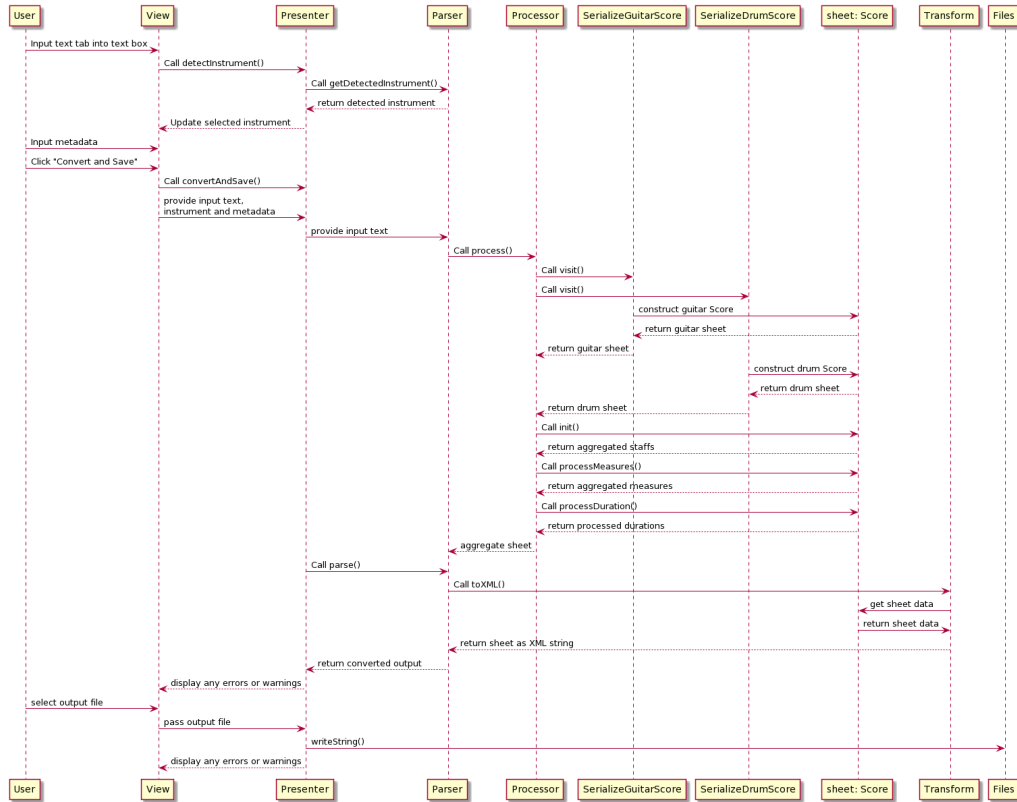 User View Presenter Parser Processor SerializeGuitarScore SerializeDrumScore sheet: Score Transform Files
Input text tab into text box
Call detectInstrument()
Call getDetectedInstrument()
return detected instrument
Update selected instrument
Input metadata
Click "Convert and Save"
Call convertAndSave()
provide input text,
instrument and metadata
provide input text
Call process()
Call visit()
Call visit()
construct guitar Score
return guitar sheet
return guitar sheet
construct drum Score
return drum sheet
return drum sheet
Call init()
return aggregated staffs
Call processMeasures()
return aggregated measures
Call processDuration()
return processed durations
aggregate sheet
Call parse()
Call toXML()
get sheet data
return sheet data
return sheet as XML string
return converted output
display any errors or warnings
select output file
pass output file
writeString()
display any errors or warnings
User View Presenter Parser Processor SerializeGuitarScore SerializeDrumScore sheet: Score Transform Files